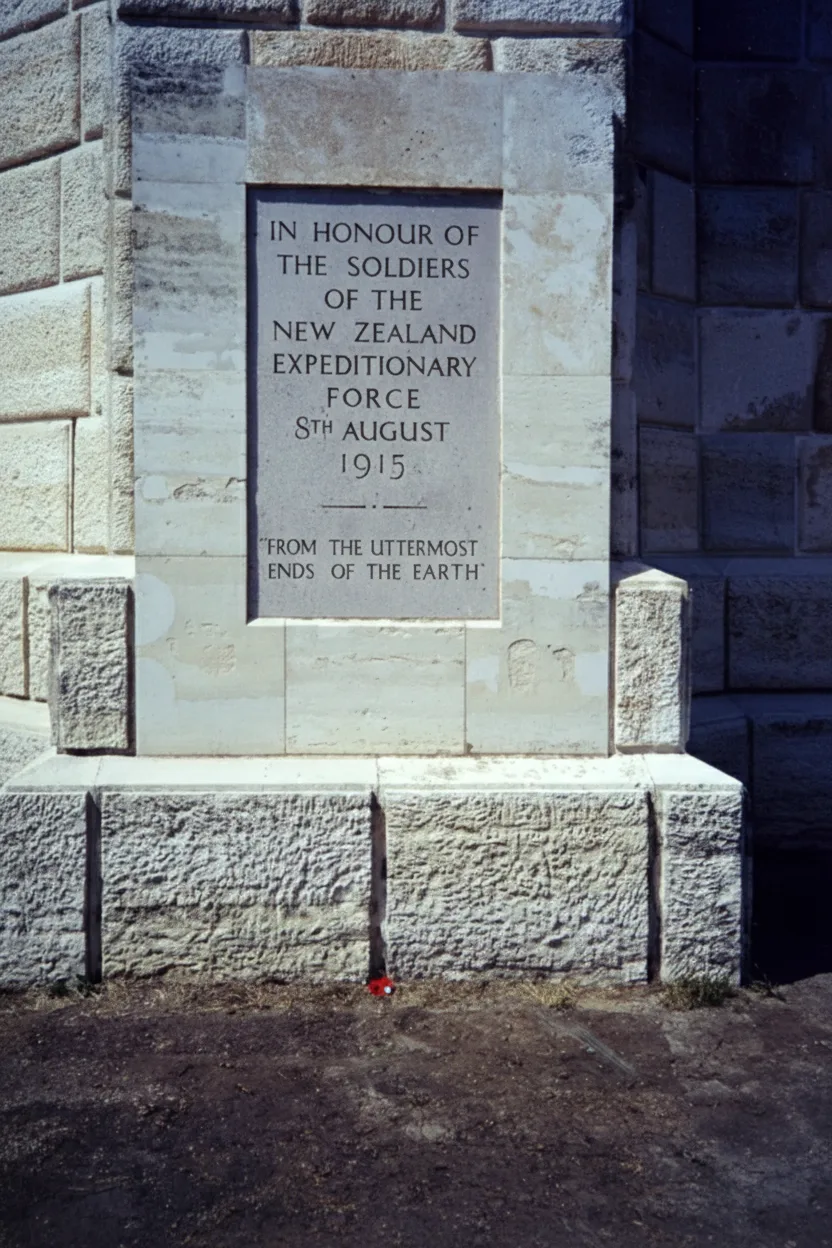 IN HONOUR OF
THE SOLDIERS
OF THE
NEW ZEALAND
EXPEDITIONARY
FORCE
8TH AUGUST
1915
"FROM THE UTTERMOST
ENDS OF THE EARTH"